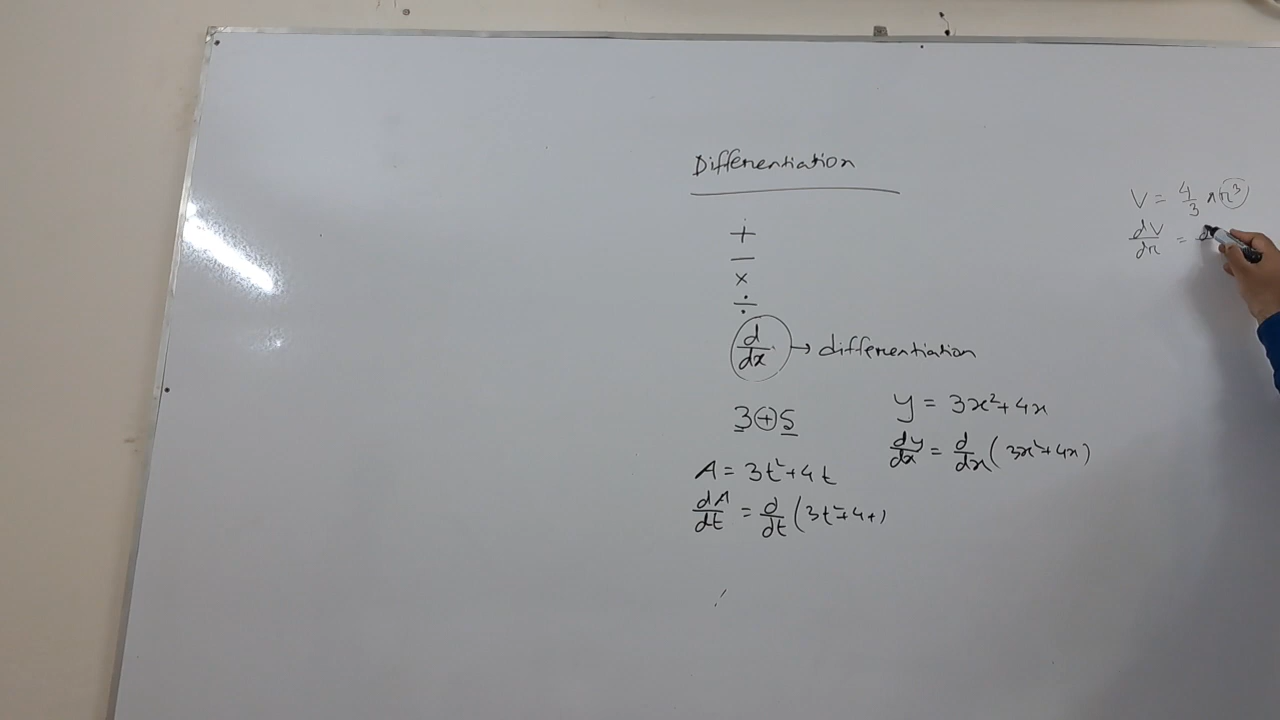 Differentiation
+
−
×
÷
d/dx → differentiation
3 + 5
A = 3t² + 4t
dA/dt = d/dt (3t² + 4t)
y = 3x² + 4x
dy/dx = d/dx (3x² + 4x)
V = 4/3 πr³
dV/dr =